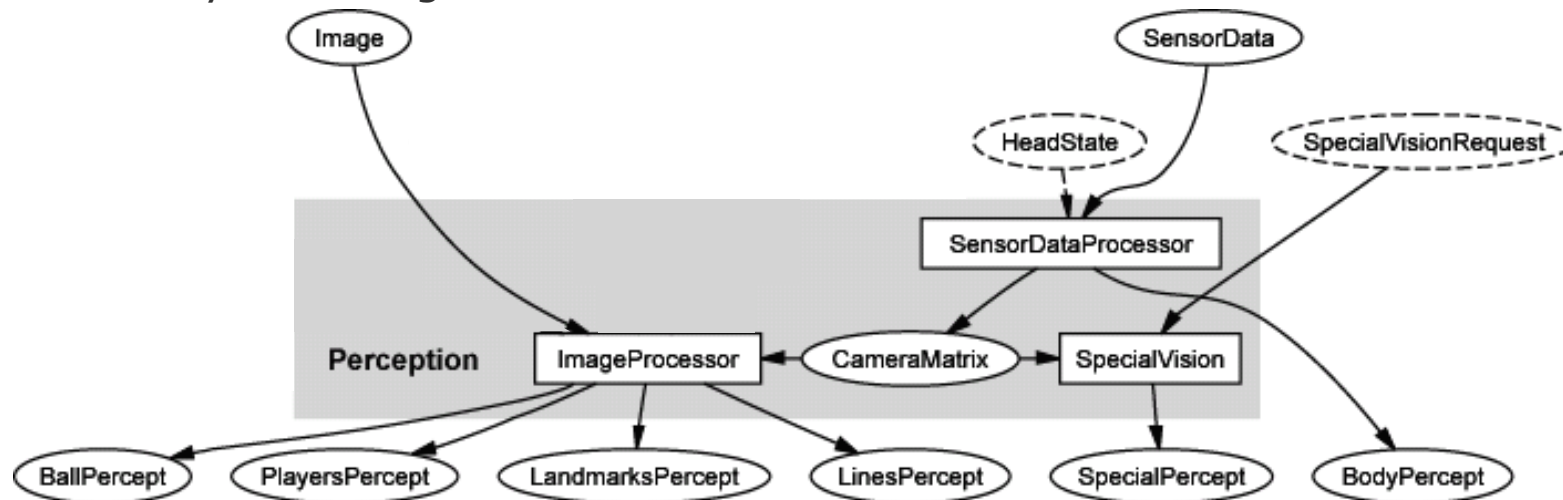 Image
SensorData
HeadState
SpecialVisionRequest
SensorDataProcessor
Perception
ImageProcessor
CameraMatrix
SpecialVision
BallPercept
PlayersPercept
LandmarksPercept
LinesPercept
SpecialPercept
BodyPercept